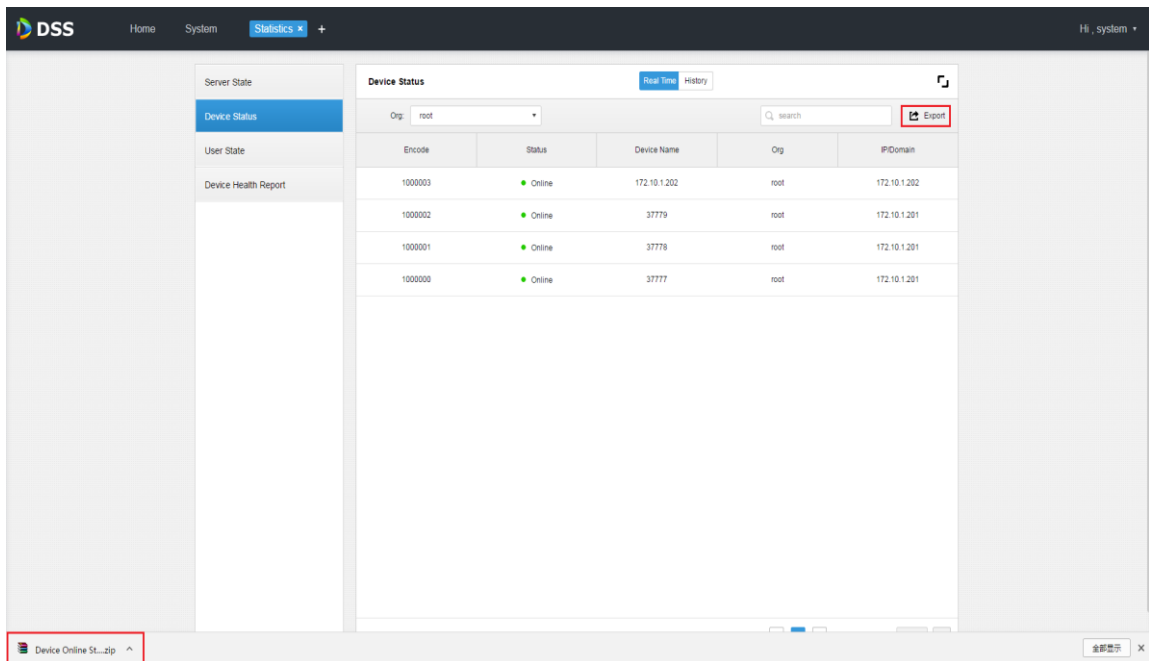 DSS Home System Statistics × + Hi , system
Server State
Device Status
User State
Device Health Report
Device Status Real Time History
Org: root search Export
Encode Status Device Name Org IP/Domain
1000003 Online 172.10.1.202 root 172.10.1.202
1000002 Online 37779 root 172.10.1.201
1000001 Online 37778 root 172.10.1.201
1000000 Online 37777 root 172.10.1.201
Device Online St....zip 全部显示 ×